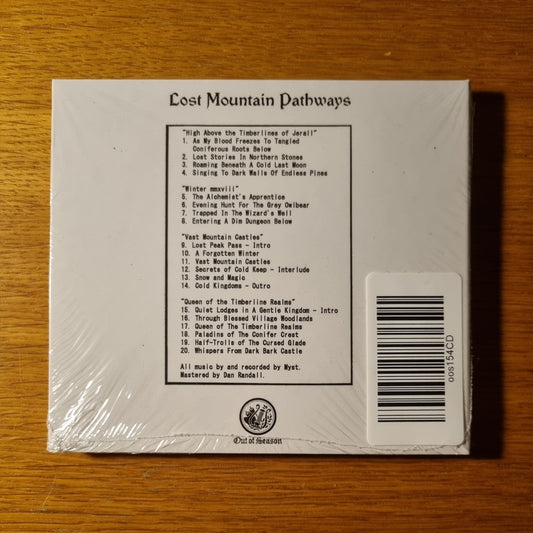 Lost Mountain Pathways
"High Above the Timberlines of Jerall"
1. As My Blood Freezes To Tangled
Coniferous Roots Below
2. Lost Stories In Northern Stones
3. Roaming Beneath A Cold Last Moon
4. Singing To Dark Walls Of Endless Pines
"Winter mmxviii"
5. The Alchemist's Apprentice
6. Evening Hunt For The Grey Owlbear
7. Trapped In The Wizard's Well
8. Entering A Dim Dungeon Below
"Vast Mountain Castles"
9. Lost Peak Pass - Intro
10. A Forgotten Winter
11. Vast Mountain Castles
12. Secrets of Cold Keep - Interlude
13. Snow and Magic
14. Cold Kingdoms - Outro
"Queen of the Timberline Realms"
15. Quiet Lodges in A Gentle Kingdom - Intro
16. Through Blessed Village Woodlands
17. Queen of The Timberline Realms
18. Paladins of The Conifer Crest
19. Half-Trolls of The Cursed Glade
20. Whispers From Dark Bark Castle
All music by and recorded by Myst.
Mastered by Dan Randall.
Out of Season
oos154CD